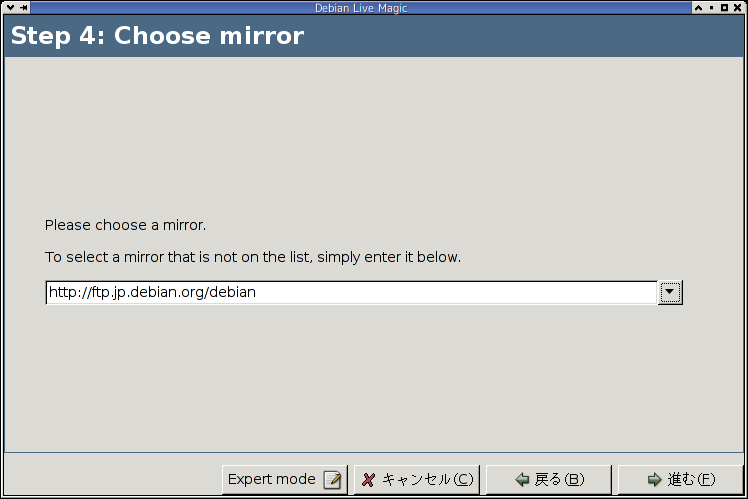 Debian Live Magic
Step 4: Choose mirror
Please choose a mirror.
To select a mirror that is not on the list, simply enter it below.
http://ftp.jp.debian.org/debian
Expert mode キャンセル(C) 戻る(B) 進む(F)